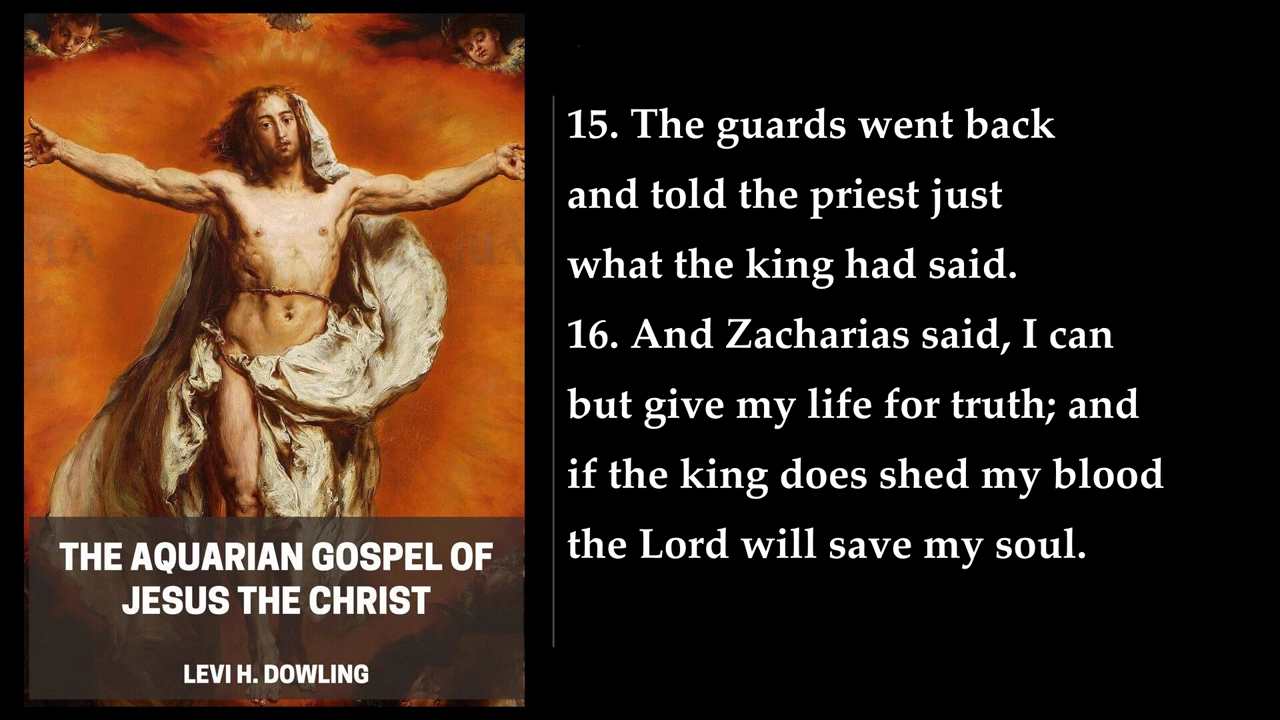 15. The guards went back
and told the priest just
what the king had said.
16. And Zacharias said, I can
but give my life for truth; and
if the king does shed my blood
the Lord will save my soul.
THE AQUARIAN GOSPEL OF
JESUS THE CHRIST
LEVI H. DOWLING